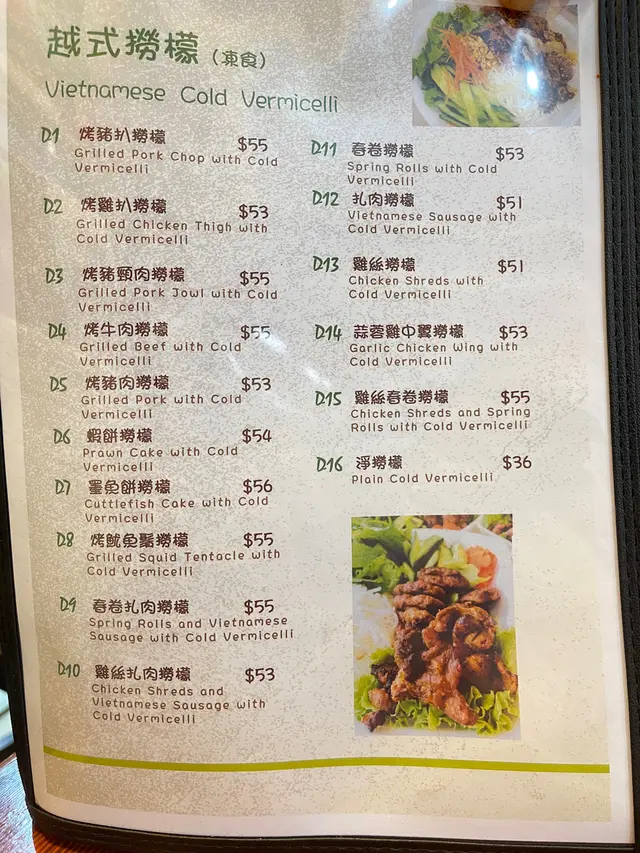 越式撈檬 (凍食)
Vietnamese Cold Vermicelli
D1 烤豬扒撈檬 $55
Grilled Pork Chop with Cold
Vermicelli
D2 烤雞扒撈檬 $53
Grilled Chicken Thigh with
Cold Vermicelli
D3 烤豬頸肉撈檬 $55
Grilled Pork Jowl with Cold
Vermicelli
D4 烤牛肉撈檬 $55
Grilled Beef with Cold
Vermicelli
D5 烤豬肉撈檬 $53
Grilled Pork with Cold
Vermicelli
D6 蝦餅撈檬 $54
Prawn Cake with Cold
Vermicelli
D7 墨魚餅撈檬 $56
Cuttlefish Cake with Cold
Vermicelli
D8 烤魷魚鬚撈檬 $55
Grilled Squid Tentacle with
Cold Vermicelli
D9 春卷扎肉撈檬 $55
Spring Rolls and Vietnamese
Sausage with Cold Vermicelli
D10 雞絲扎肉撈檬 $53
Chicken Shreds and
Vietnamese Sausage with
Cold Vermicelli
D11 春卷撈檬 $53
Spring Rolls with Cold
Vermicelli
D12 扎肉撈檬 $51
Vietnamese Sausage with
Cold Vermicelli
D13 雞絲撈檬 $51
Chicken Shreds with
Cold Vermicelli
D14 蒜蓉雞中翼撈檬 $53
Garlic Chicken Wing with
Cold Vermicelli
D15 雞絲春卷撈檬 $55
Chicken Shreds and Spring
Rolls with Cold Vermicelli
D16 淨撈檬 $36
Plain Cold Vermicelli